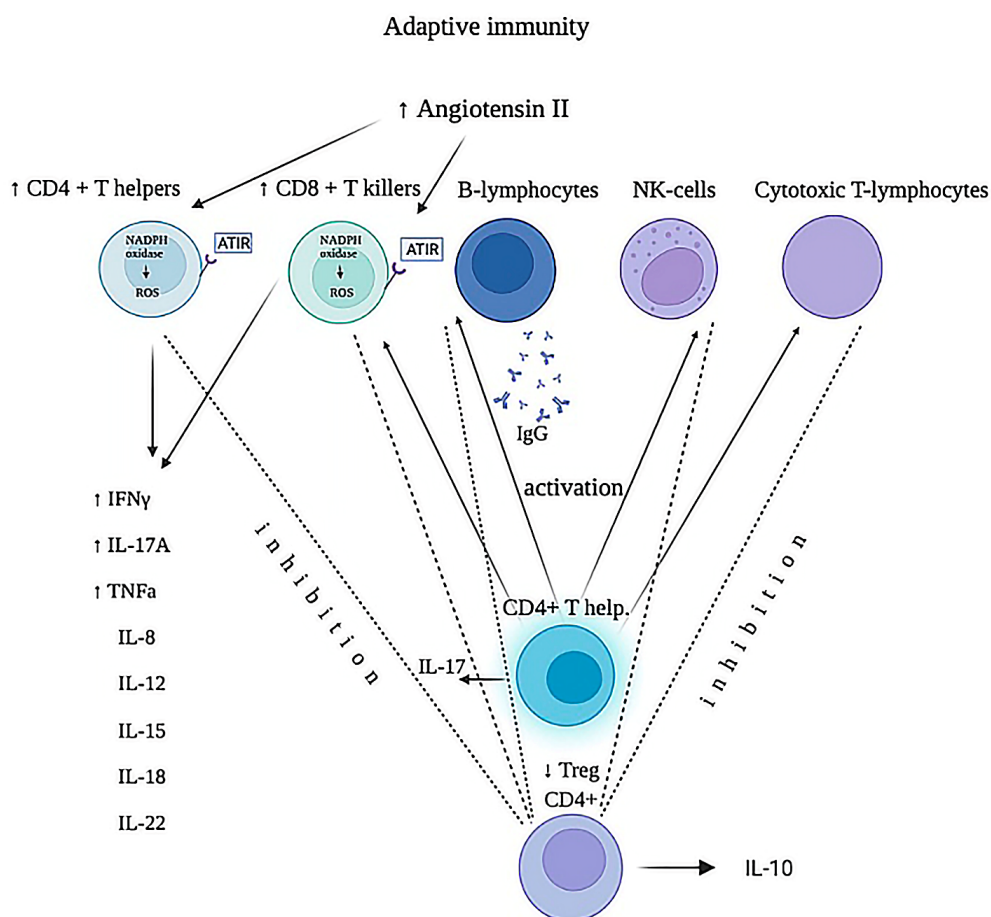 Adaptive immunity
↑ Angiotensin II
↑ CD4 + T helpers
↑ CD8 + T killers
B-lymphocytes
NK-cells
Cytotoxic T-lymphocytes
NADPH
oxidase
↓
ROS
ATIR
NADPH
oxidase
↓
ROS
ATIR
IgG
activation
↑ IFNγ
↑ IL-17A
↑ TNFa
IL-8
IL-12
IL-15
IL-18
IL-22
inhibition
inhibition
CD4+ T help.
IL-17
↓ Treg
CD4+
IL-10